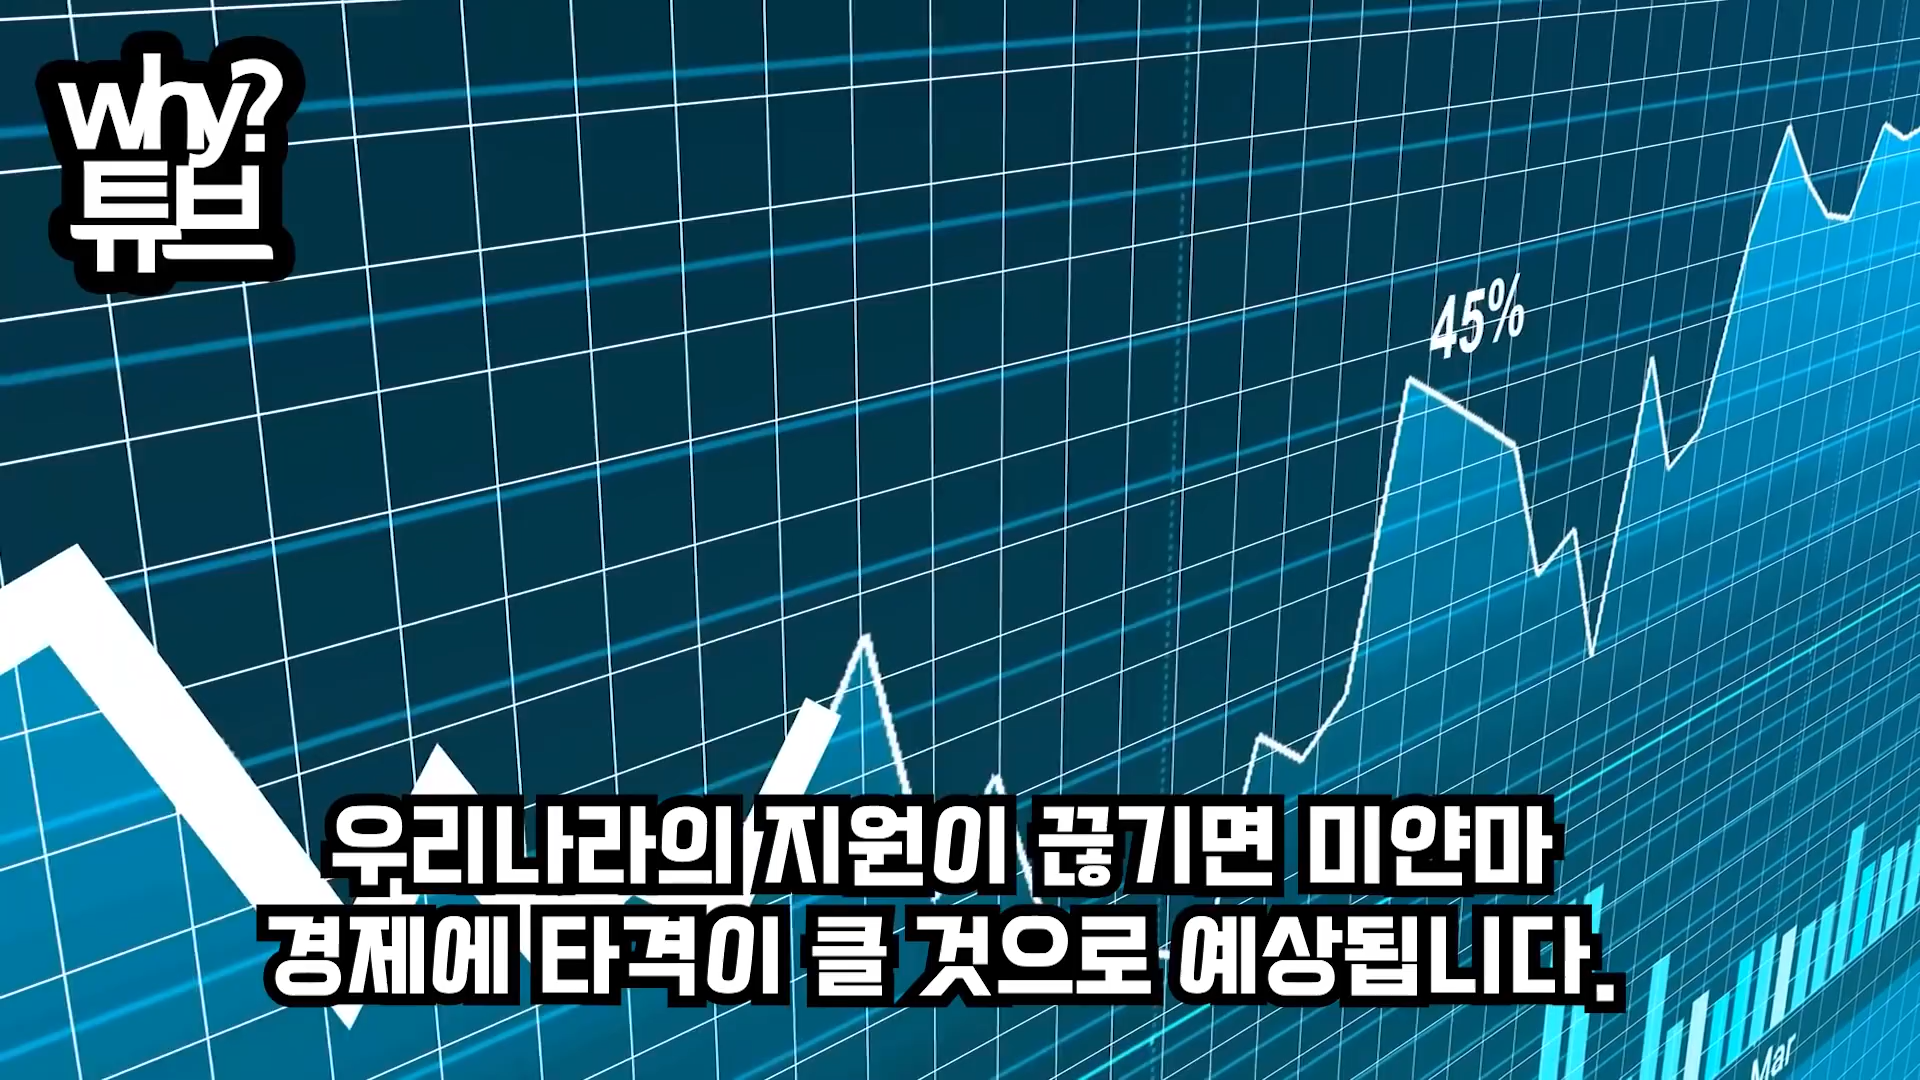 why?
튜브
45%
우리나라의 지원이 끊기면 미얀마
경제에 타격이 클 것으로 예상됩니다.
Mar